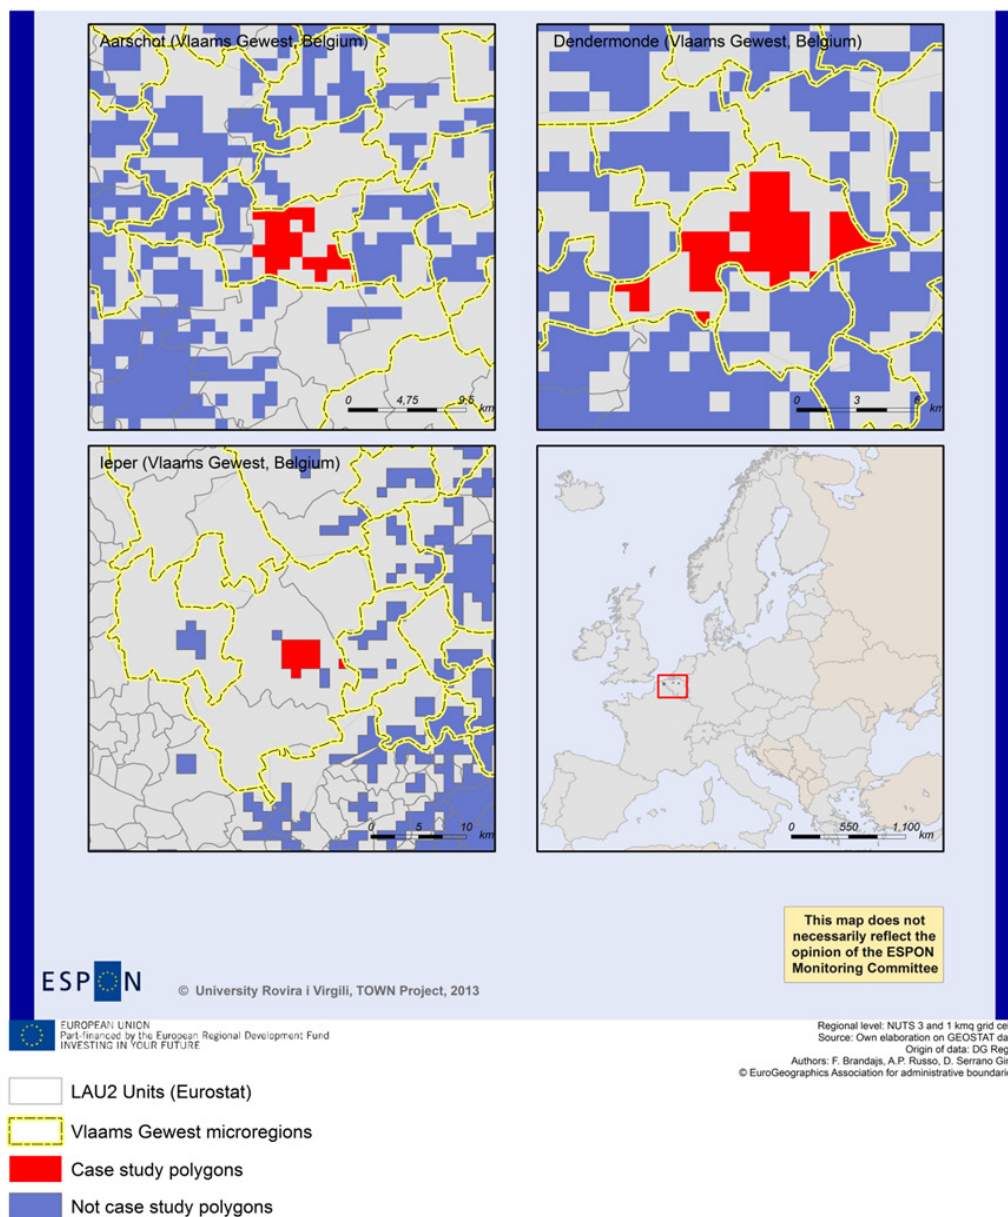 Aarschot (Vlaams Gewest, Belgium)
0 4,75 9,5
km
Dendermonde (Vlaams Gewest, Belgium)
0 3 6
km
Ieper (Vlaams Gewest, Belgium)
0 5 10
km
0 550 1.100
km
This map does not
necessarily reflect the
opinion of the ESPON
Monitoring Committee
ESPON
© University Rovira i Virgili, TOWN Project, 2013
EUROPEAN UNION
Part-financed by the European Regional Development Fund
INVESTING IN YOUR FUTURE
Regional level: NUTS 3 and 1 kmq grid cel
Source: Own elaboration on GEOSTAT da
Origin of data: DG Reg
Authors: F. Brandajs, A.P. Russo, D. Serrano Gin
© EuroGeographics Association for administrative boundari
LAU2 Units (Eurostat)
Vlaams Gewest microregions
Case study polygons
Not case study polygons